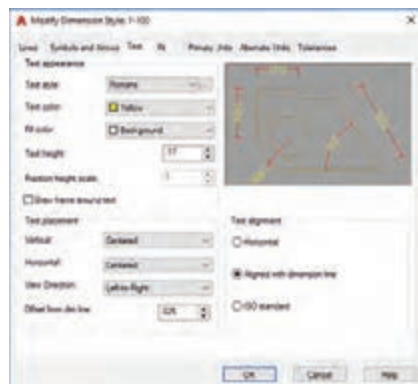 Modify Dimension Style: 1-100
Lines Symbols and Arrows Text Fit Primary Units Alternate Units Tolerances
Text appearance
Text style: Romans
Text color: Yellow
Fill color: Background
Text height:
Fraction height scale:
Draw frame around text
Text placement
Vertical: Centered
Horizontal: Centered
View Direction: Left-to-Right
Offset from dim line:
Text alignment
Horizontal
Aligned with dimension line
ISO standard
OK Cancel Help